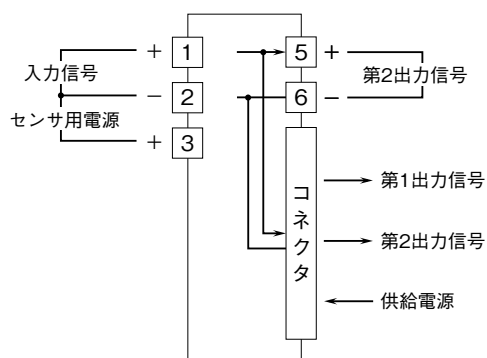 入力信号
センサ用電源
+ 1
− 2
+ 3
5 +
6 −
第2出力信号
コネクタ
第1出力信号
第2出力信号
供給電源